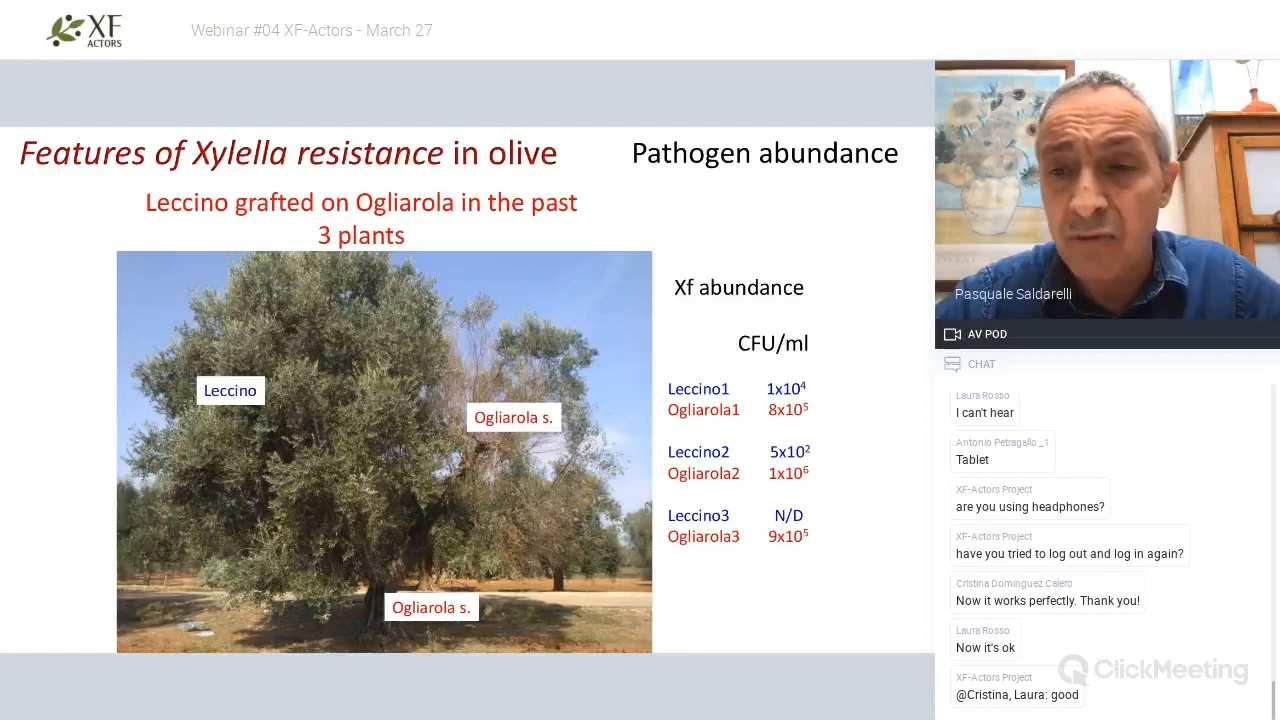 XF
ACTORS
Webinar #04 XF-Actors - March 27
Features of Xylella resistance in olive
Pathogen abundance
Leccino grafted on Ogliarola in the past
3 plants
Leccino
Ogliarola s.
Ogliarola s.
Xf abundance
CFU/ml
Leccino1 1x10⁴
Ogliarola1 8x10⁵
Leccino2 5x10²
Ogliarola2 1x10⁶
Leccino3 N/D
Ogliarola3 9x10⁵
Pasquale Saldarelli
AV POD
CHAT
Laura Rosso
I can't hear
Antonio Petragallo _1
Tablet
XF-Actors Project
are you using headphones?
XF-Actors Project
have you tried to log out and log in again?
Cristina Dominguez Calero
Now it works perfectly. Thank you!
Laura Rosso
Now it's ok
XF-Actors Project
@Cristina, Laura: good
ClickMeeting